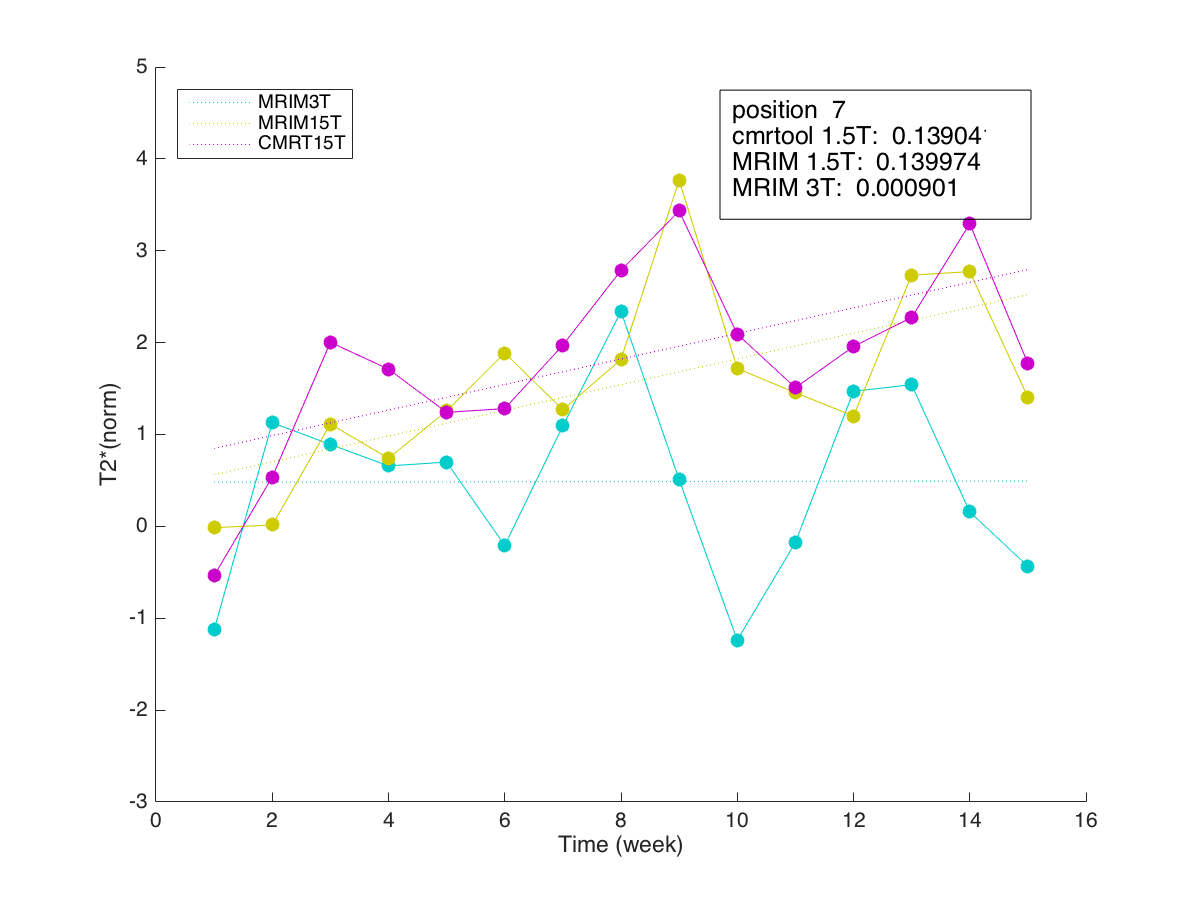 5
4
3
2
1
0
-1
-2
-3
T2*(norm)
MRIM3T
MRIM15T
CMRT15T
position 7
cmrtool 1.5T: 0.13904
MRIM 1.5T: 0.139974
MRIM 3T: 0.000901
0 2 4 6 8 10 12 14 16
Time (week)